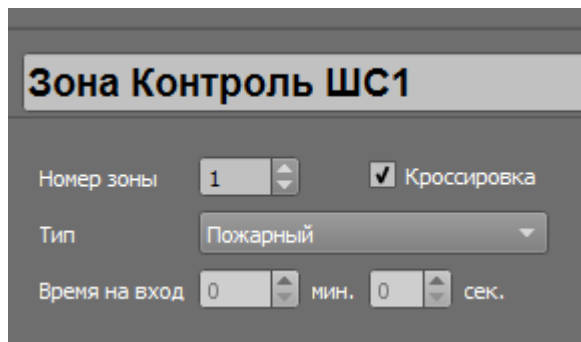 Зона Контроль ШС1
Номер зоны 1 Кроссировка
Тип Пожарный
Время на вход 0 мин. 0 сек.